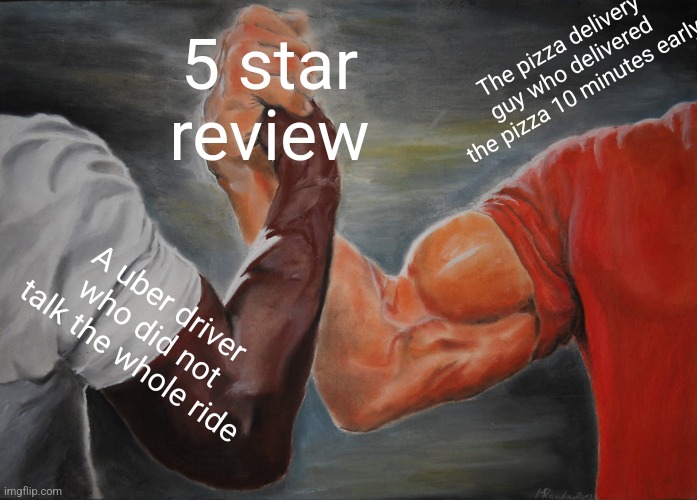 5 star
review
The pizza delivery
guy who delivered
the pizza 10 minutes early
A uber driver
who did not
talk the whole ride
imgflip.com